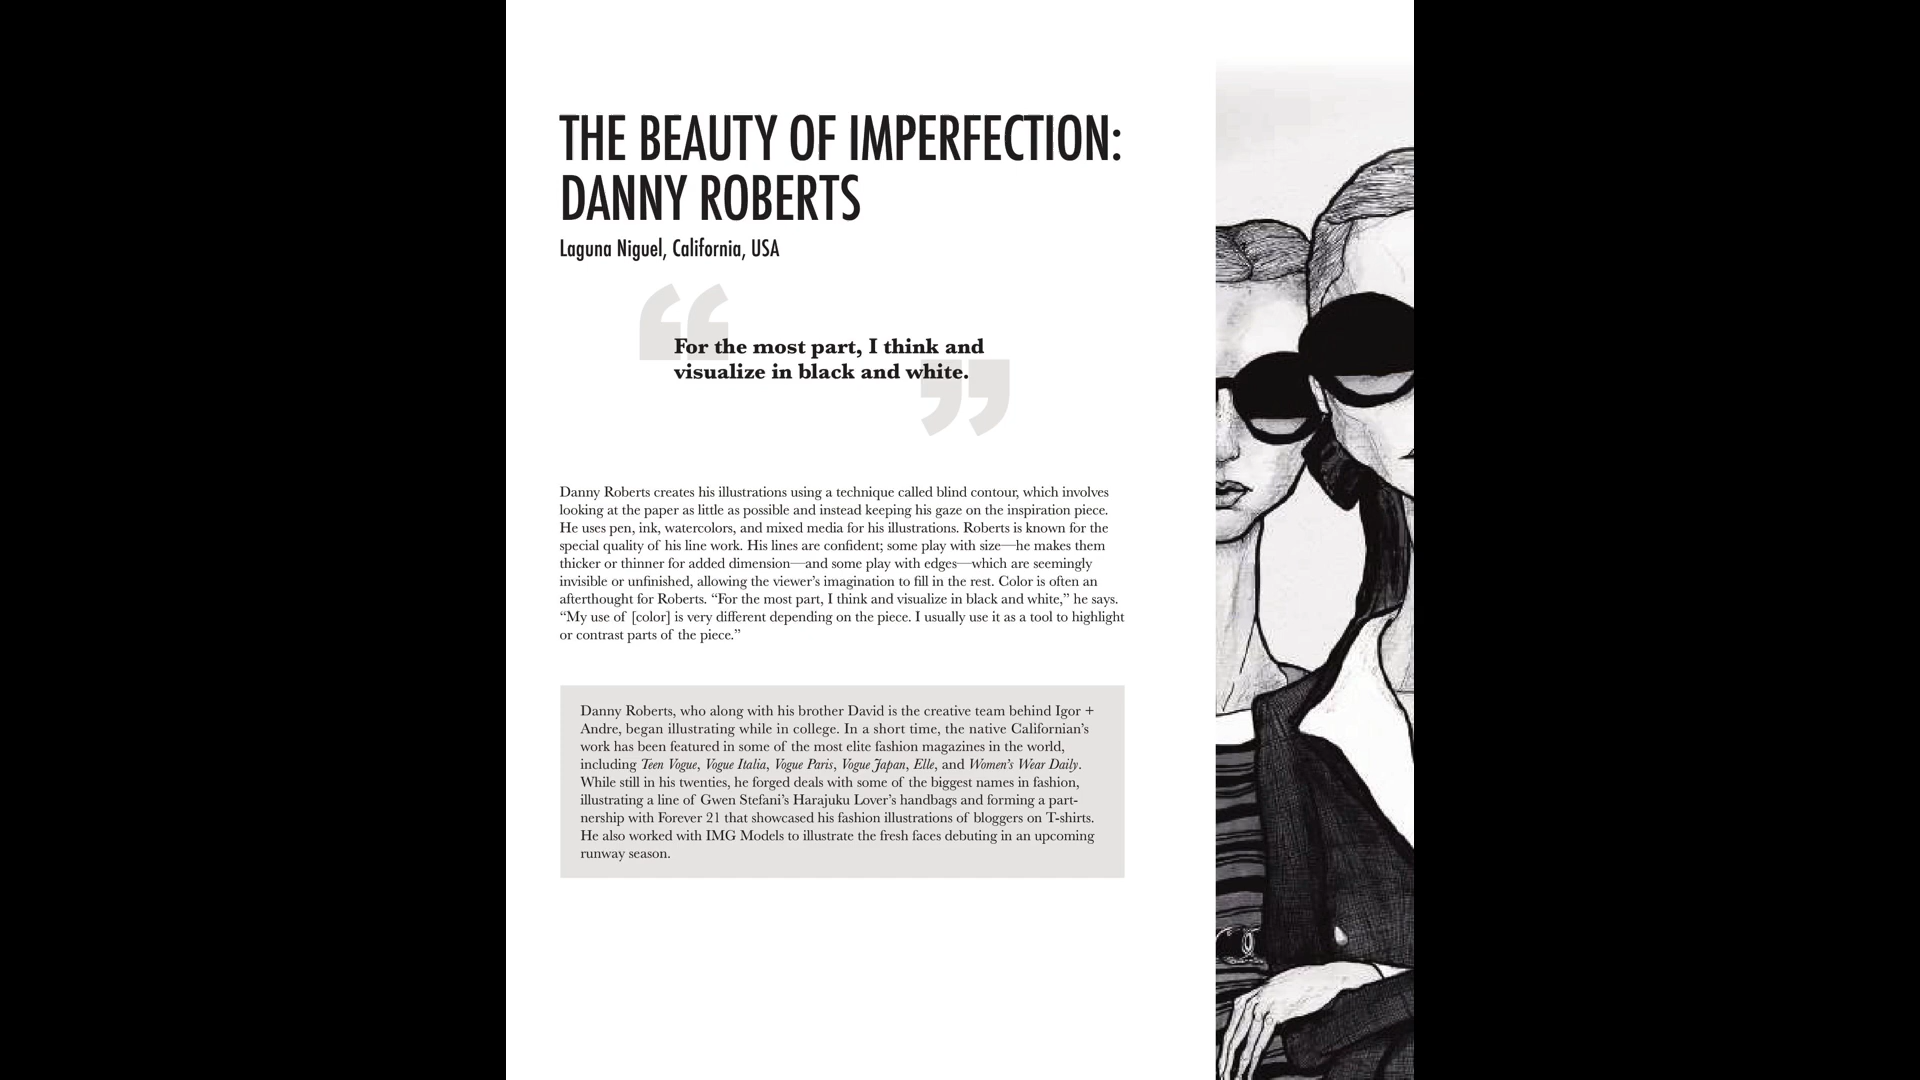 THE BEAUTY OF IMPERFECTION:
DANNY ROBERTS
Laguna Niguel, California, USA
“
For the most part, I think and
visualize in black and white.
”
Danny Roberts creates his illustrations using a technique called blind contour, which involves
looking at the paper as little as possible and instead keeping his gaze on the inspiration piece.
He uses pen, ink, watercolors, and mixed media for his illustrations. Roberts is known for the
special quality of his line work. His lines are confident; some play with size—he makes them
thicker or thinner for added dimension—and some play with edges—which are seemingly
invisible or unfinished, allowing the viewer’s imagination to fill in the rest. Color is often an
afterthought for Roberts. “For the most part, I think and visualize in black and white,” he says.
“My use of [color] is very different depending on the piece. I usually use it as a tool to highlight
or contrast parts of the piece.”
Danny Roberts, who along with his brother David is the creative team behind Igor +
Andre, began illustrating while in college. In a short time, the native Californian’s
work has been featured in some of the most elite fashion magazines in the world,
including Teen Vogue, Vogue Italia, Vogue Paris, Vogue Japan, Elle, and Women’s Wear Daily.
While still in his twenties, he forged deals with some of the biggest names in fashion,
illustrating a line of Gwen Stefani’s Harajuku Lover’s handbags and forming a part-
nership with Forever 21 that showcased his fashion illustrations of bloggers on T-shirts.
He also worked with IMG Models to illustrate the fresh faces debuting in an upcoming
runway season.